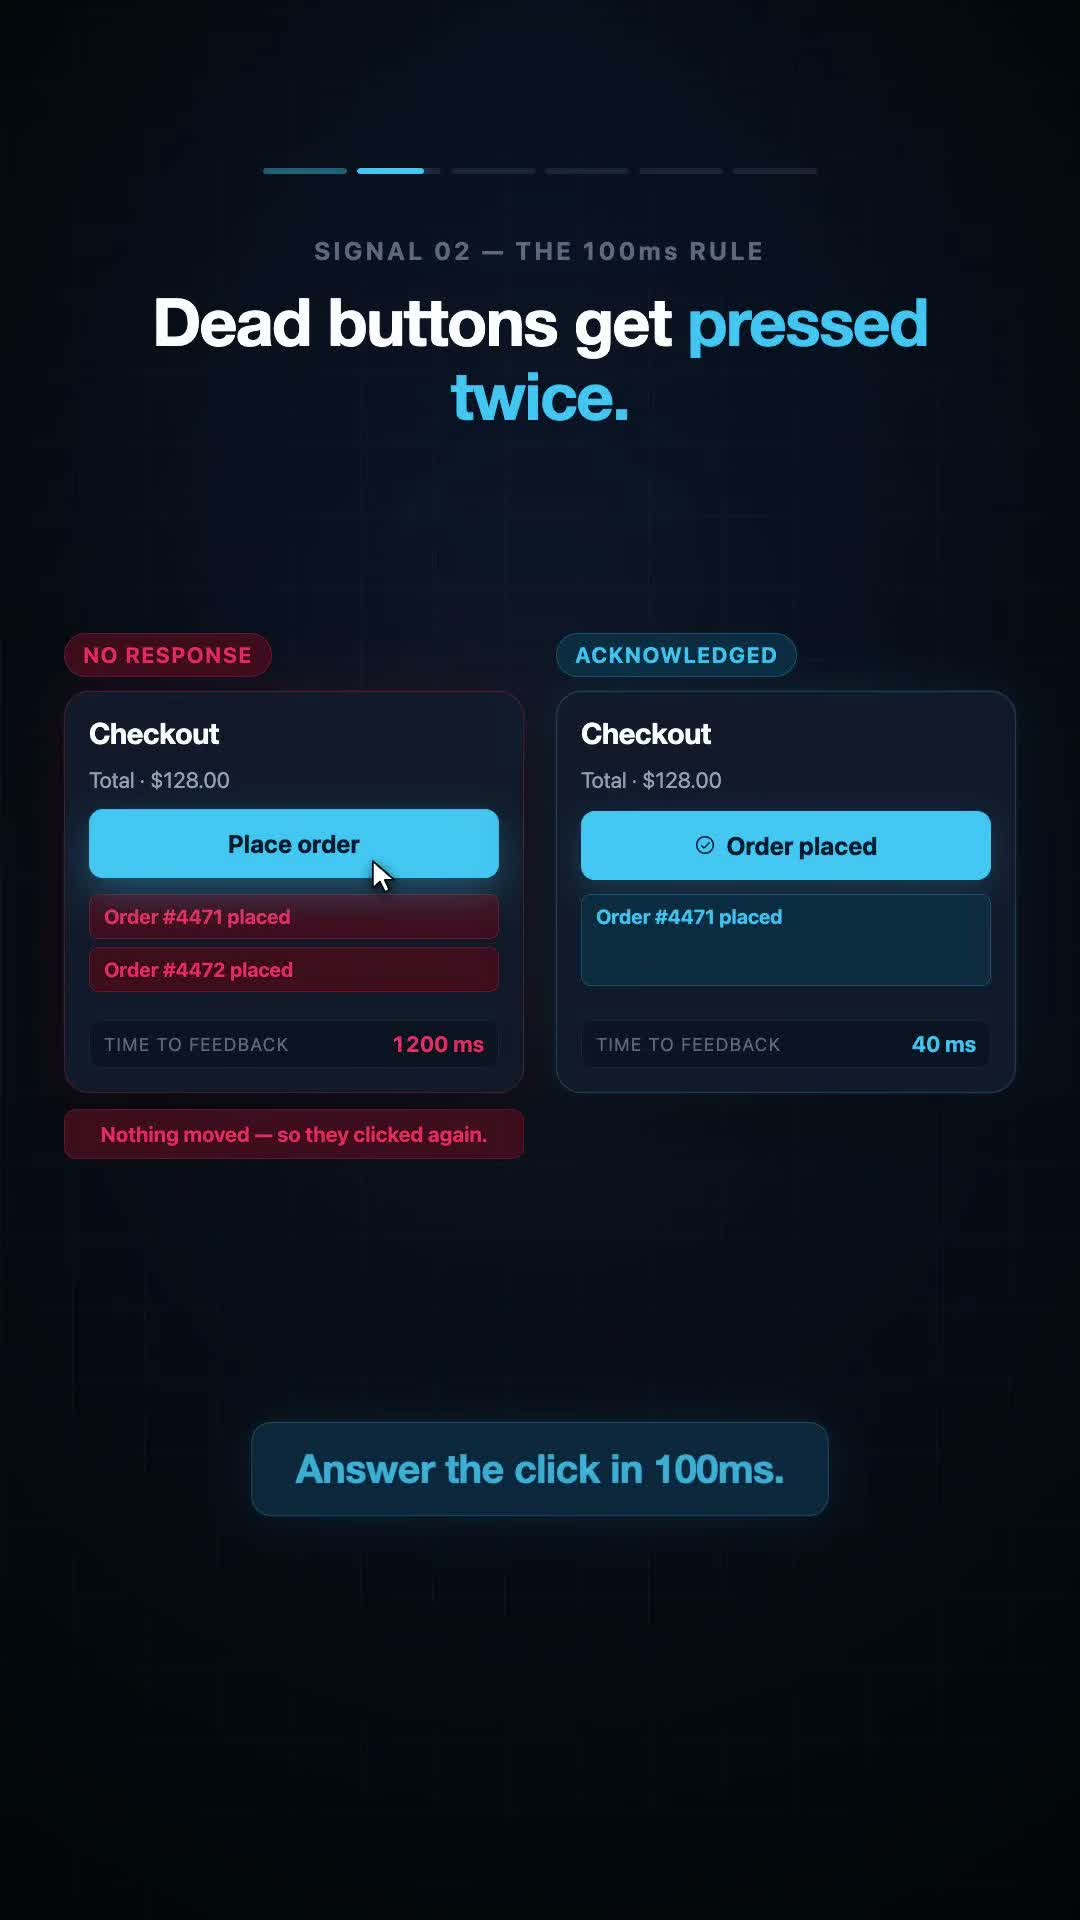 SIGNAL 02 — THE 100ms RULE
Dead buttons get pressed
twice.
NO RESPONSE
Checkout
Total · $128.00
Place order
Order #4471 placed
Order #4472 placed
TIME TO FEEDBACK 1200 ms
Nothing moved — so they clicked again.
ACKNOWLEDGED
Checkout
Total · $128.00
Order placed
Order #4471 placed
TIME TO FEEDBACK 40 ms
Answer the click in 100ms.